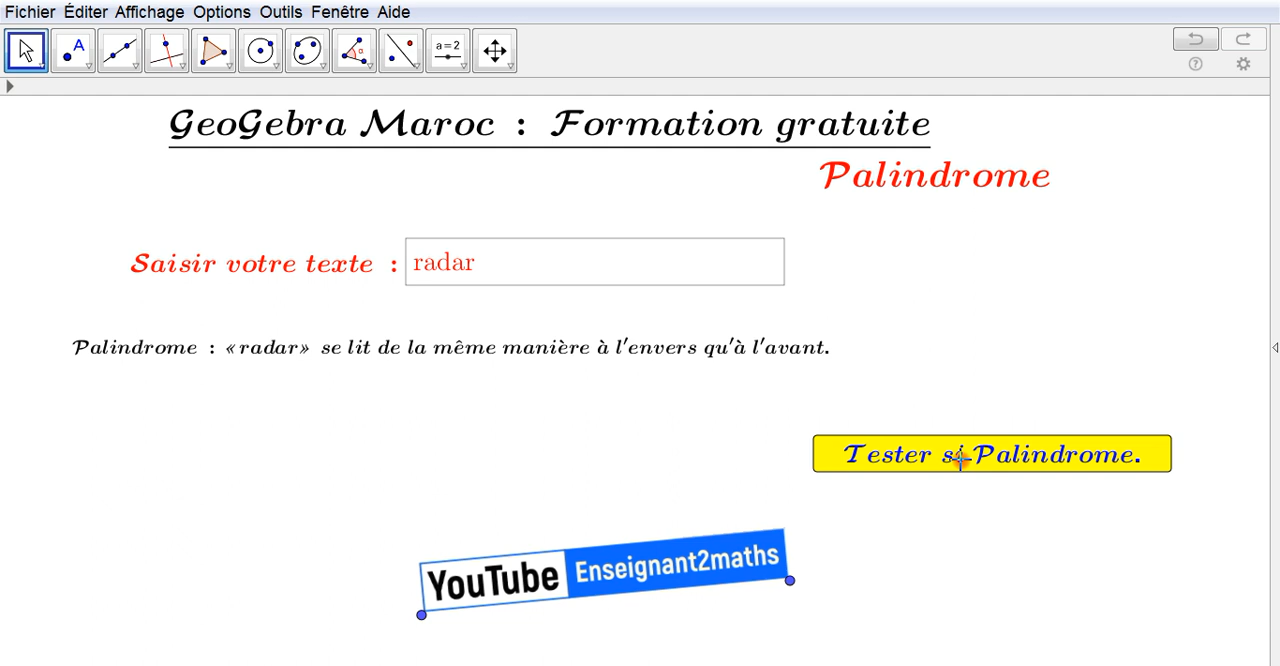 Fichier Éditer Affichage Options Outils Fenêtre Aide
A
a=2
GeoGebra Maroc : Formation gratuite
Palindrome
Saisir votre texte : radar
Palindrome : «radar» se lit de la même manière à l'envers qu'à l'avant.
Tester si Palindrome.
YouTube Enseignant2maths